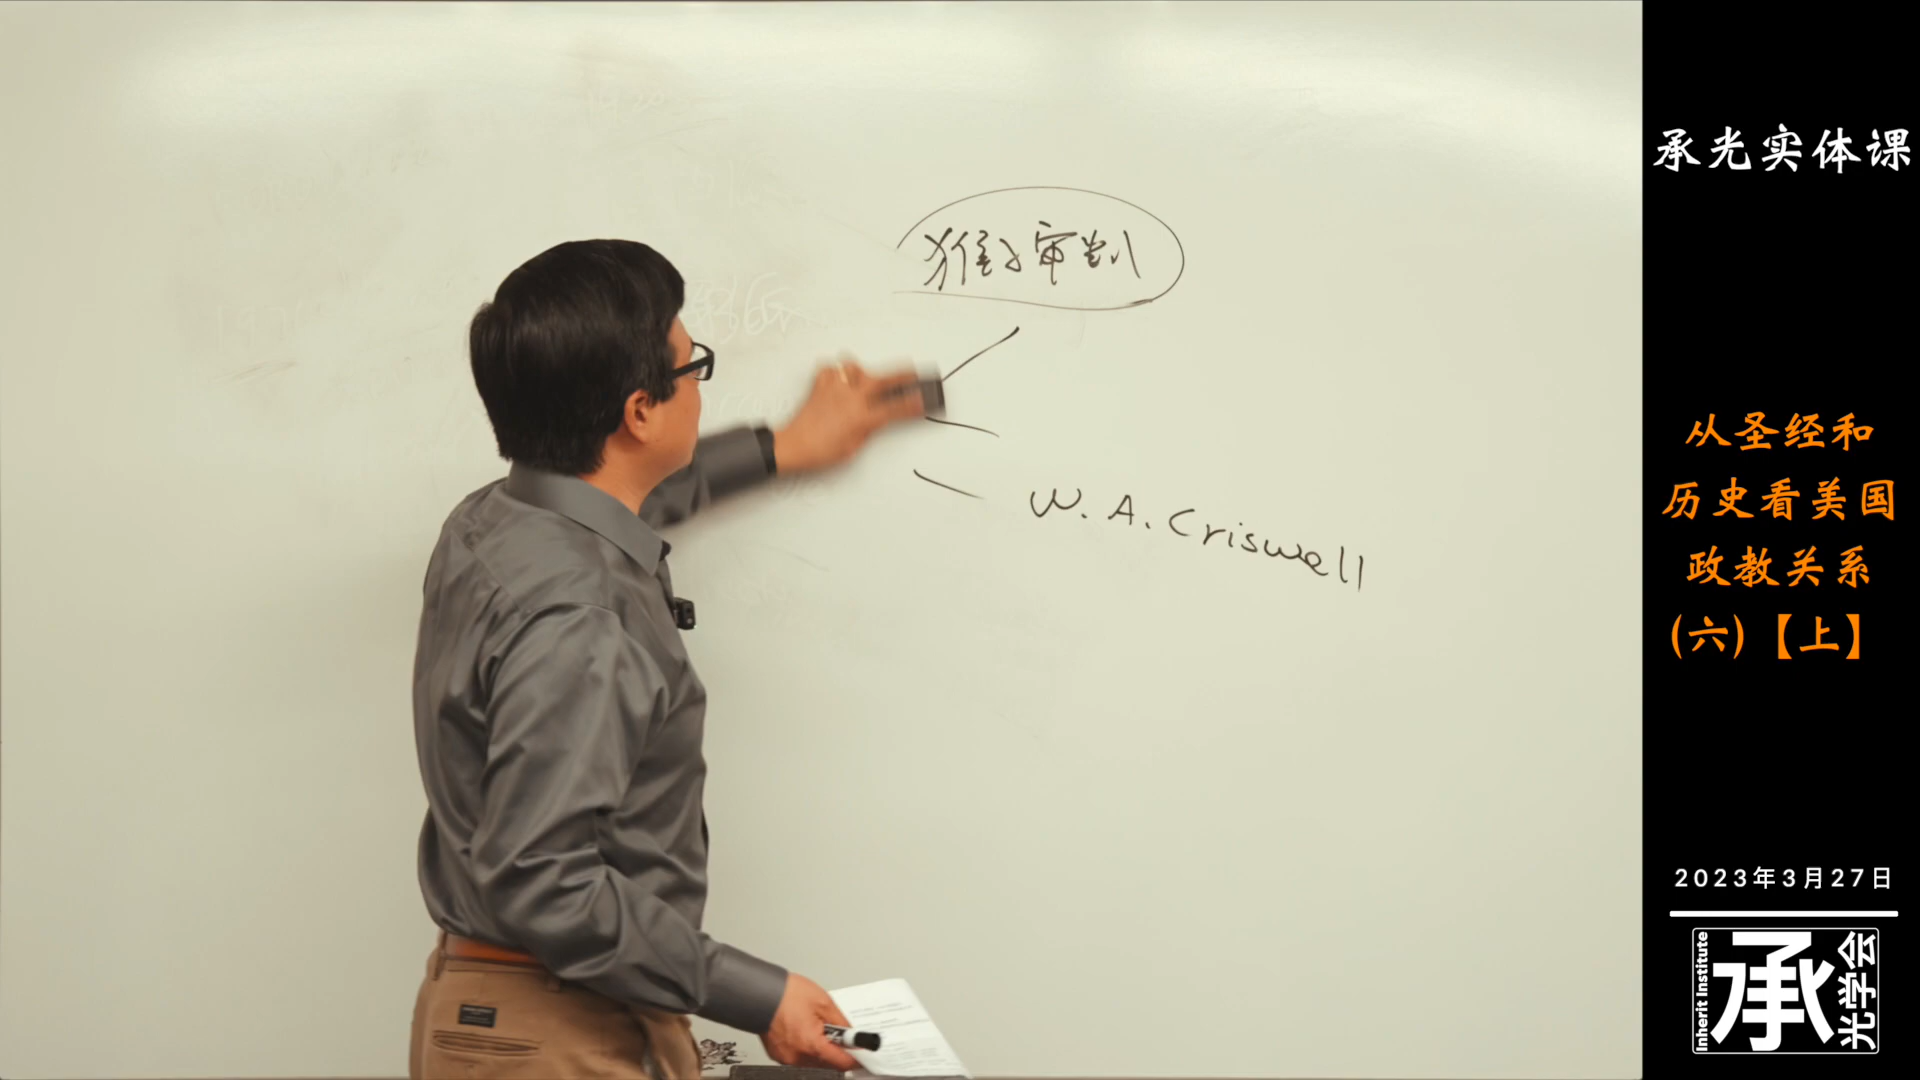 猴子审判
W. A. Criswell
承光实体课
从圣经和
历史看美国
政教关系
(六)【上】
2023年3月27日
Inherit Institute
承
光学会